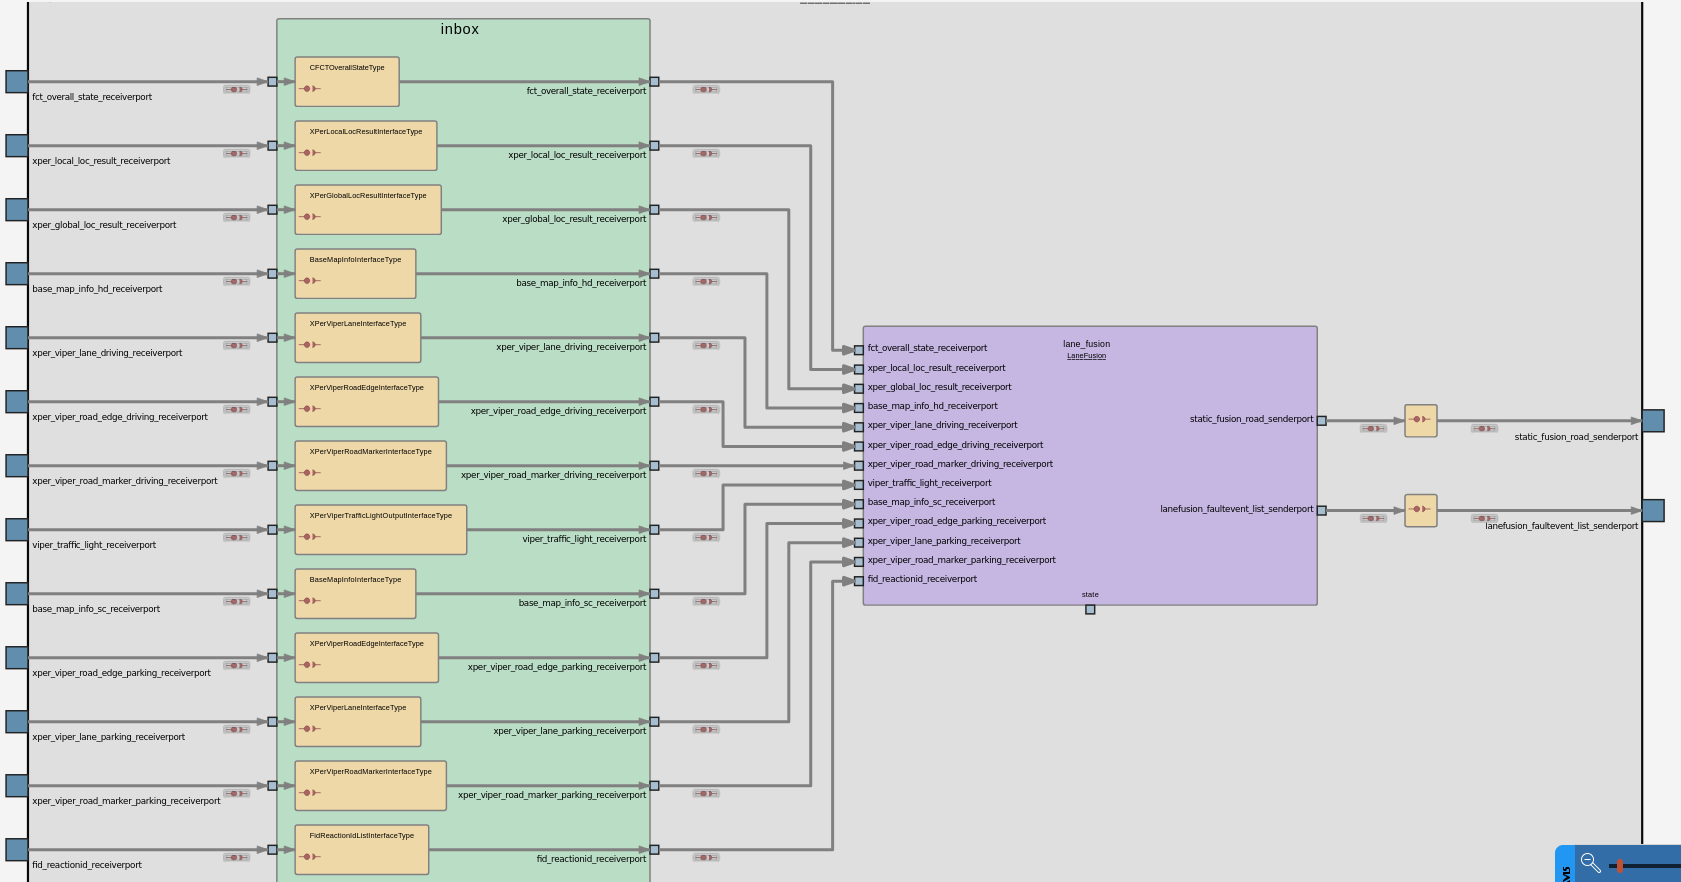 inbox
CFCTOverallStateType
fct_overall_state_receiverport
fct_overall_state_receiverport
XPerLocalLocResultInterfaceType
xper_local_loc_result_receiverport
xper_local_loc_result_receiverport
XPerGlobalLocResultInterfaceType
xper_global_loc_result_receiverport
xper_global_loc_result_receiverport
BaseMapInfoInterfaceType
base_map_info_hd_receiverport
base_map_info_hd_receiverport
XPerViperLaneInterfaceType
xper_viper_lane_driving_receiverport
xper_viper_lane_driving_receiverport
XPerViperRoadEdgeInterfaceType
xper_viper_road_edge_driving_receiverport
xper_viper_road_edge_driving_receiverport
XPerViperRoadMarkerInterfaceType
xper_viper_road_marker_driving_receiverport
xper_viper_road_marker_driving_receiverport
XPerViperTrafficLightOutputInterfaceType
viper_traffic_light_receiverport
viper_traffic_light_receiverport
BaseMapInfoInterfaceType
base_map_info_sc_receiverport
base_map_info_sc_receiverport
XPerViperRoadEdgeInterfaceType
xper_viper_road_edge_parking_receiverport
xper_viper_road_edge_parking_receiverport
XPerViperLaneInterfaceType
xper_viper_lane_parking_receiverport
xper_viper_lane_parking_receiverport
XPerViperRoadMarkerInterfaceType
xper_viper_road_marker_parking_receiverport
xper_viper_road_marker_parking_receiverport
FidReactionIdListInterfaceType
fid_reactionid_receiverport
fid_reactionid_receiverport
lane_fusion
LaneFusion
fct_overall_state_receiverport
xper_local_loc_result_receiverport
xper_global_loc_result_receiverport
base_map_info_hd_receiverport
xper_viper_lane_driving_receiverport
xper_viper_road_edge_driving_receiverport
xper_viper_road_marker_driving_receiverport
viper_traffic_light_receiverport
base_map_info_sc_receiverport
xper_viper_road_edge_parking_receiverport
xper_viper_lane_parking_receiverport
xper_viper_road_marker_parking_receiverport
fid_reactionid_receiverport
static_fusion_road_senderport
lanefusion_faultevent_list_senderport
state
static_fusion_road_senderport
lanefusion_faultevent_list_senderport